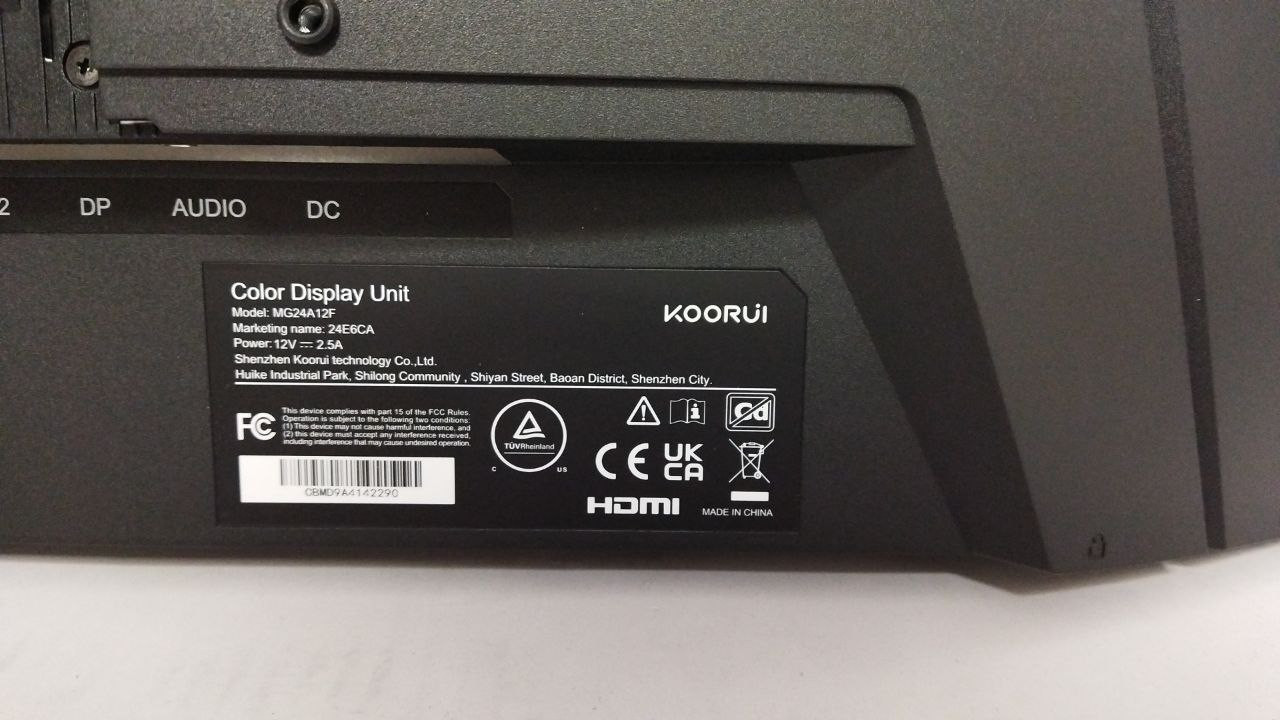 2 DP AUDIO DC
Color Display Unit
KOORUI
Model: MG24A12F
Marketing name: 24E6CA
Power: 12V ⎓ 2.5A
Shenzhen Koorui technology Co.,Ltd.
Huike Industrial Park, Shilong Community , Shiyan Street, Baoan District, Shenzhen City.
FC
This device complies with part 15 of the FCC Rules.
Operation is subject to the following two conditions:
(1) This device may not cause harmful interference, and
(2) this device must accept any interference received,
including interference that may cause undesired operation.
TÜVRheinland
C US
Cd
CE UK
CA
CBMD9A4142290
HDMI MADE IN CHINA